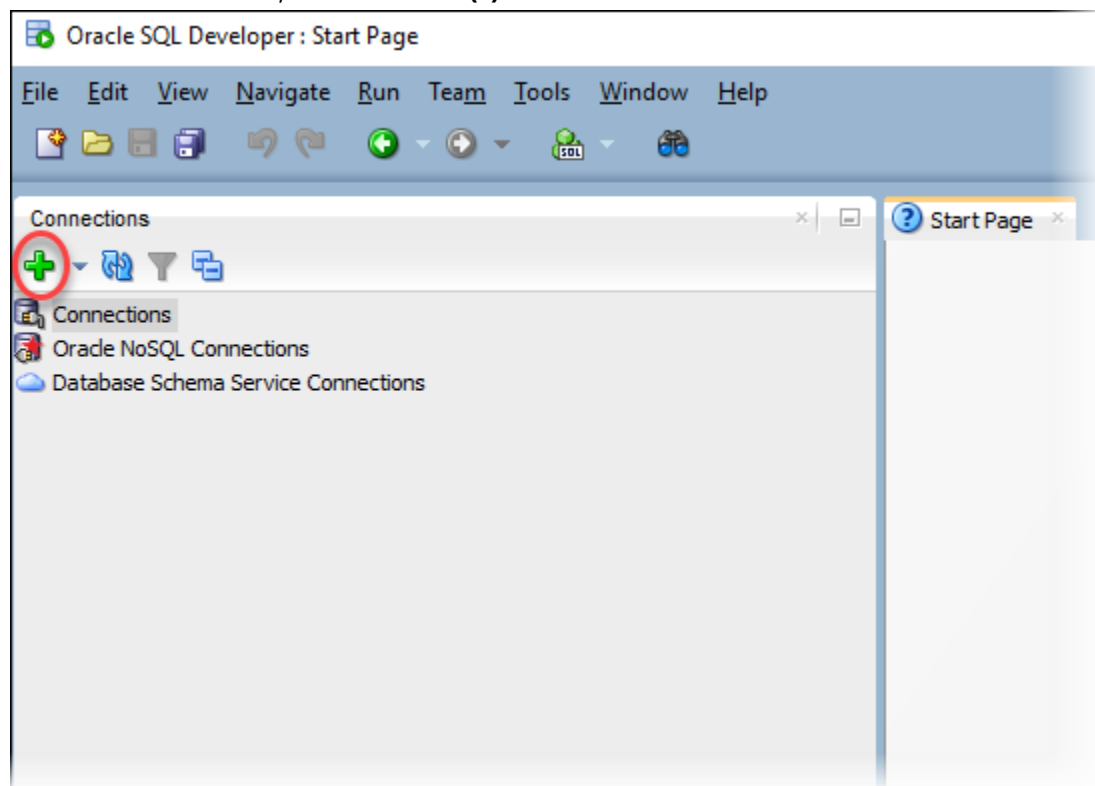 (+)
Oracle SQL Developer : Start Page
File Edit View Navigate Run Team Tools Window Help
SQL
Connections
Start Page
Connections
Oracle NoSQL Connections
Database Schema Service Connections